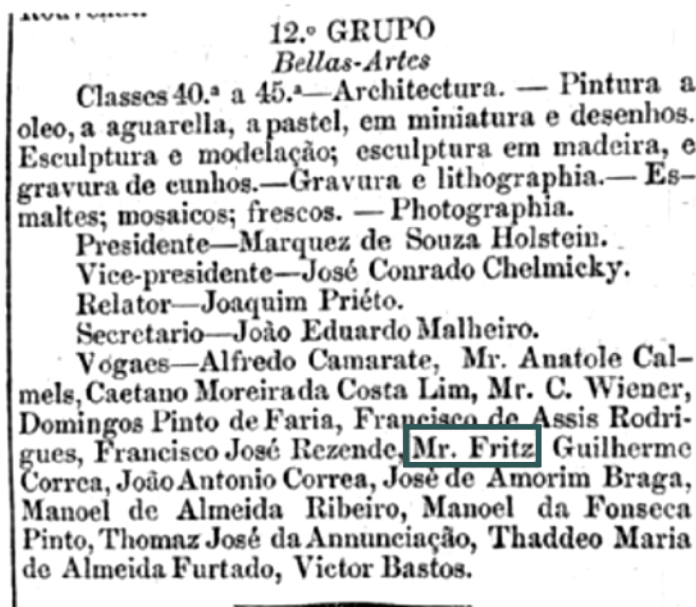 12.º GRUPO
Bellas-Artes
Classes 40.ª a 45.ª—Architectura. — Pintura a
oleo, a aguarella, a pastel, em miniatura e desenhos.
Esculptura e modelação; esculptura em madeira, e
gravura de cunhos.—Gravura e lithographia.— Es-
maltes; mosaicos; frescos. — Photographia.
Presidente—Marquez de Souza Holstein.
Vice-presidente—José Conrado Chelmicky.
Relator—Joaquim Priéto.
Secretario—João Eduardo Malheiro.
Vogaes—Alfredo Camarate, Mr. Anatole Cal-
mels, Caetano Moreira da Costa Lim, Mr. C. Wiener,
Domingos Pinto de Faria, Francisco de Assis Rodri-
gues, Francisco José Rezende, Mr. Fritz Guilherme
Correa, João Antonio Correa, José de Amorim Braga,
Manoel de Almeida Ribeiro, Manoel da Fonseca
Pinto, Thomaz José da Annunciação, Thaddeo Maria
de Almeida Furtado, Victor Bastos.